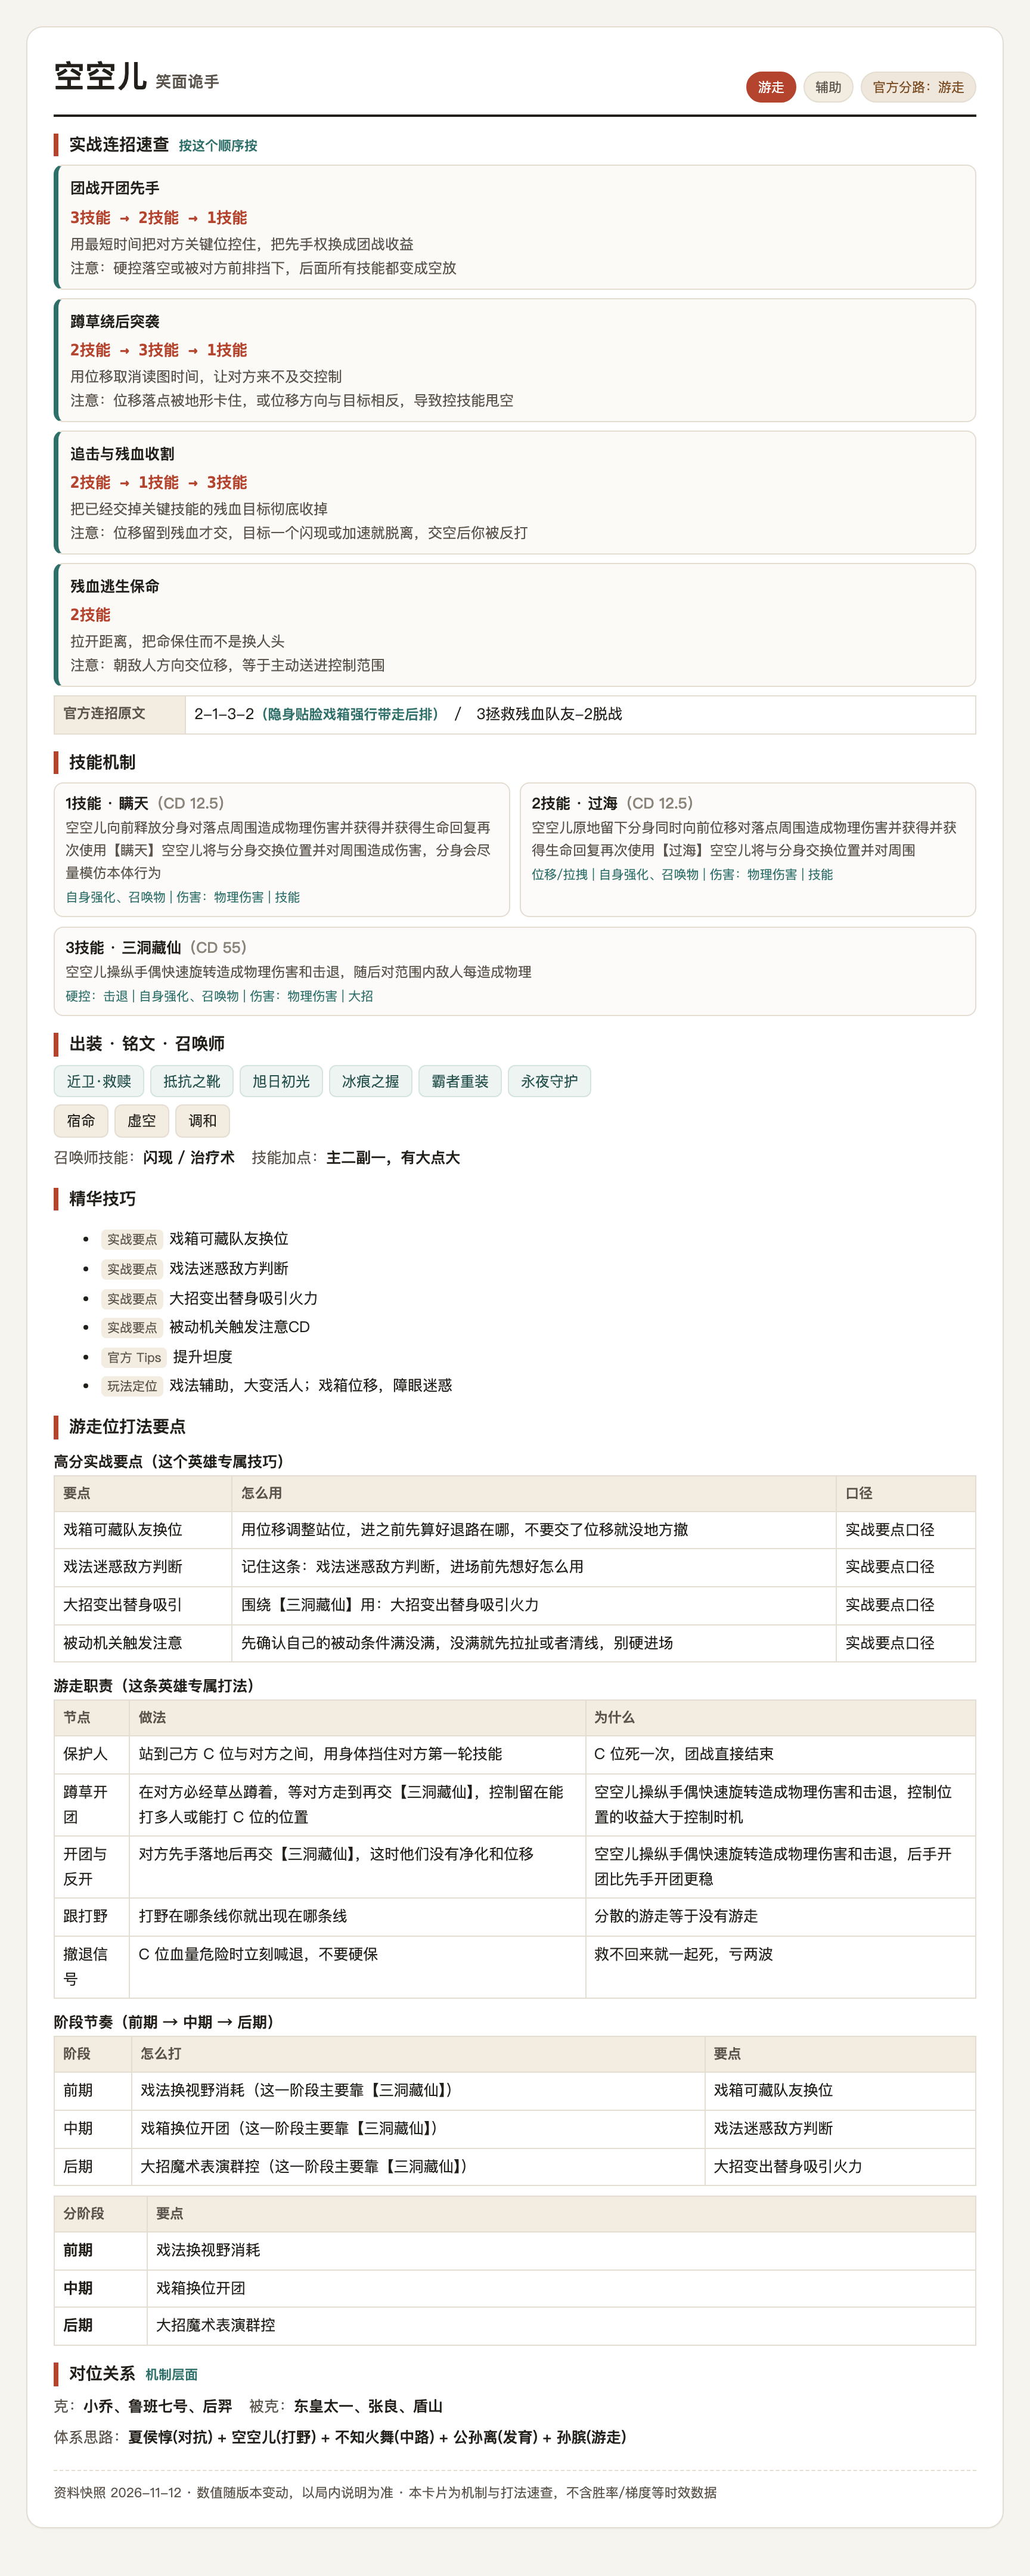 空空儿 笑面诡手
游走 辅助 官方分路：游走
实战连招速查 按这个顺序按
团战开团先手
3技能 → 2技能 → 1技能
用最短时间把对方关键位控住，把先手权换成团战收益
注意：硬控落空或被对方前排挡下，后面所有技能都变成空放
蹲草绕后突袭
2技能 → 3技能 → 1技能
用位移取消读图时间，让对方来不及交控制
注意：位移落点被地形卡住，或位移方向与目标相反，导致控技能甩空
追击与残血收割
2技能 → 1技能 → 3技能
把已经交掉关键技能的残血目标彻底收掉
注意：位移留到残血才交，目标一个闪现或加速就脱离，交空后你被反打
残血逃生保命
2技能
拉开距离，把命保住而不是换人头
注意：朝敌人方向交位移，等于主动送进控制范围
官方连招原文 2-1-3-2（隐身贴脸戏箱强行带走后排） / 3拯救残血队友-2脱战
技能机制
1技能 · 瞒天（CD 12.5）
空空儿向前释放分身对落点周围造成物理伤害并获得并获得生命回复再
次使用【瞒天】空空儿将与分身交换位置并对周围造成伤害，分身会尽
量模仿本体行为
自身强化、召唤物 | 伤害：物理伤害 | 技能
2技能 · 过海（CD 12.5）
空空儿原地留下分身同时向前位移对落点周围造成物理伤害并获得并获
得生命回复再次使用【过海】空空儿将与分身交换位置并对周围
位移/拉拽 | 自身强化、召唤物 | 伤害：物理伤害 | 技能
3技能 · 三洞藏仙（CD 55）
空空儿操纵手偶快速旋转造成物理伤害和击退，随后对范围内敌人每造成物理
硬控：击退 | 自身强化、召唤物 | 伤害：物理伤害 | 大招
出装 · 铭文 · 召唤师
近卫·救赎 抵抗之靴 旭日初光 冰痕之握 霸者重装 永夜守护
宿命 虚空 调和
召唤师技能：闪现 / 治疗术 技能加点：主二副一，有大点大
精华技巧
• 实战要点 戏箱可藏队友换位
• 实战要点 戏法迷惑敌方判断
• 实战要点 大招变出替身吸引火力
• 实战要点 被动机关触发注意CD
• 官方 Tips 提升坦度
• 玩法定位 戏法辅助，大变活人；戏箱位移，障眼迷惑
游走位打法要点
高分实战要点（这个英雄专属技巧）
要点 怎么用 口径
戏箱可藏队友换位 用位移调整站位，进之前先算好退路在哪，不要交了位移就没地方撤 实战要点口径
戏法迷惑敌方判断 记住这条：戏法迷惑敌方判断，进场前先想好怎么用 实战要点口径
大招变出替身吸引 围绕【三洞藏仙】用：大招变出替身吸引火力 实战要点口径
被动机关触发注意 先确认自己的被动条件满没满，没满就先拉扯或者清线，别硬进场 实战要点口径
游走职责（这条英雄专属打法）
节点 做法 为什么
保护人 站到己方 C 位与对方之间，用身体挡住对方第一轮技能 C 位死一次，团战直接结束
蹲草开 在对方必经草丛蹲着，等对方走到再交【三洞藏仙】，控制留在能 空空儿操纵手偶快速旋转造成物理伤害和击退，控制位
团 打多人或能打 C 位的位置 置的收益大于控制时机
开团与 对方先手落地后再交【三洞藏仙】，这时他们没有净化和位移 空空儿操纵手偶快速旋转造成物理伤害和击退，后手开
反开 团比先手开团更稳
跟打野 打野在哪条线你就出现在哪条线 分散的游走等于没有游走
撤退信 C 位血量危险时立刻喊退，不要硬保 救不回来就一起死，亏两波
号
阶段节奏（前期 → 中期 → 后期）
阶段 怎么打 要点
前期 戏法换视野消耗（这一阶段主要靠【三洞藏仙】） 戏箱可藏队友换位
中期 戏箱换位开团（这一阶段主要靠【三洞藏仙】） 戏法迷惑敌方判断
后期 大招魔术表演群控（这一阶段主要靠【三洞藏仙】） 大招变出替身吸引火力
分阶段 要点
前期 戏法换视野消耗
中期 戏箱换位开团
后期 大招魔术表演群控
对位关系 机制层面
克：小乔、鲁班七号、后羿 被克：东皇太一、张良、盾山
体系思路：夏侯惇(对抗) + 空空儿(打野) + 不知火舞(中路) + 公孙离(发育) + 孙膑(游走)
资料快照 2026-11-12 · 数值随版本变动，以局内说明为准 · 本卡片为机制与打法速查，不含胜率/梯度等时效数据